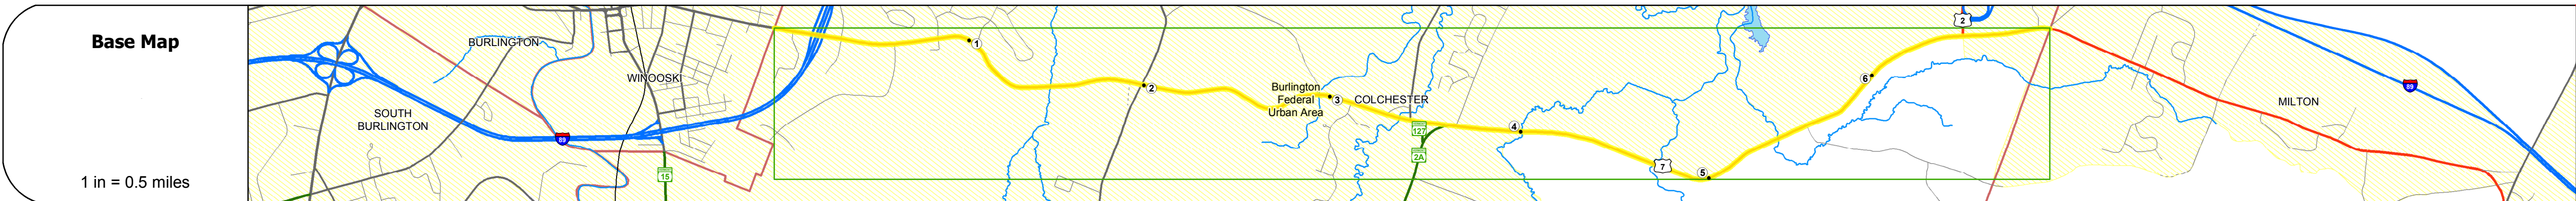 Base Map
1 in = 0.5 miles
BURLINGTON
WINOOSKI
SOUTH
BURLINGTON
89
15
1
2
Burlington
Federal
Urban Area
3
COLCHESTER
127
2A
4
7
5
6
2
MILTON
89